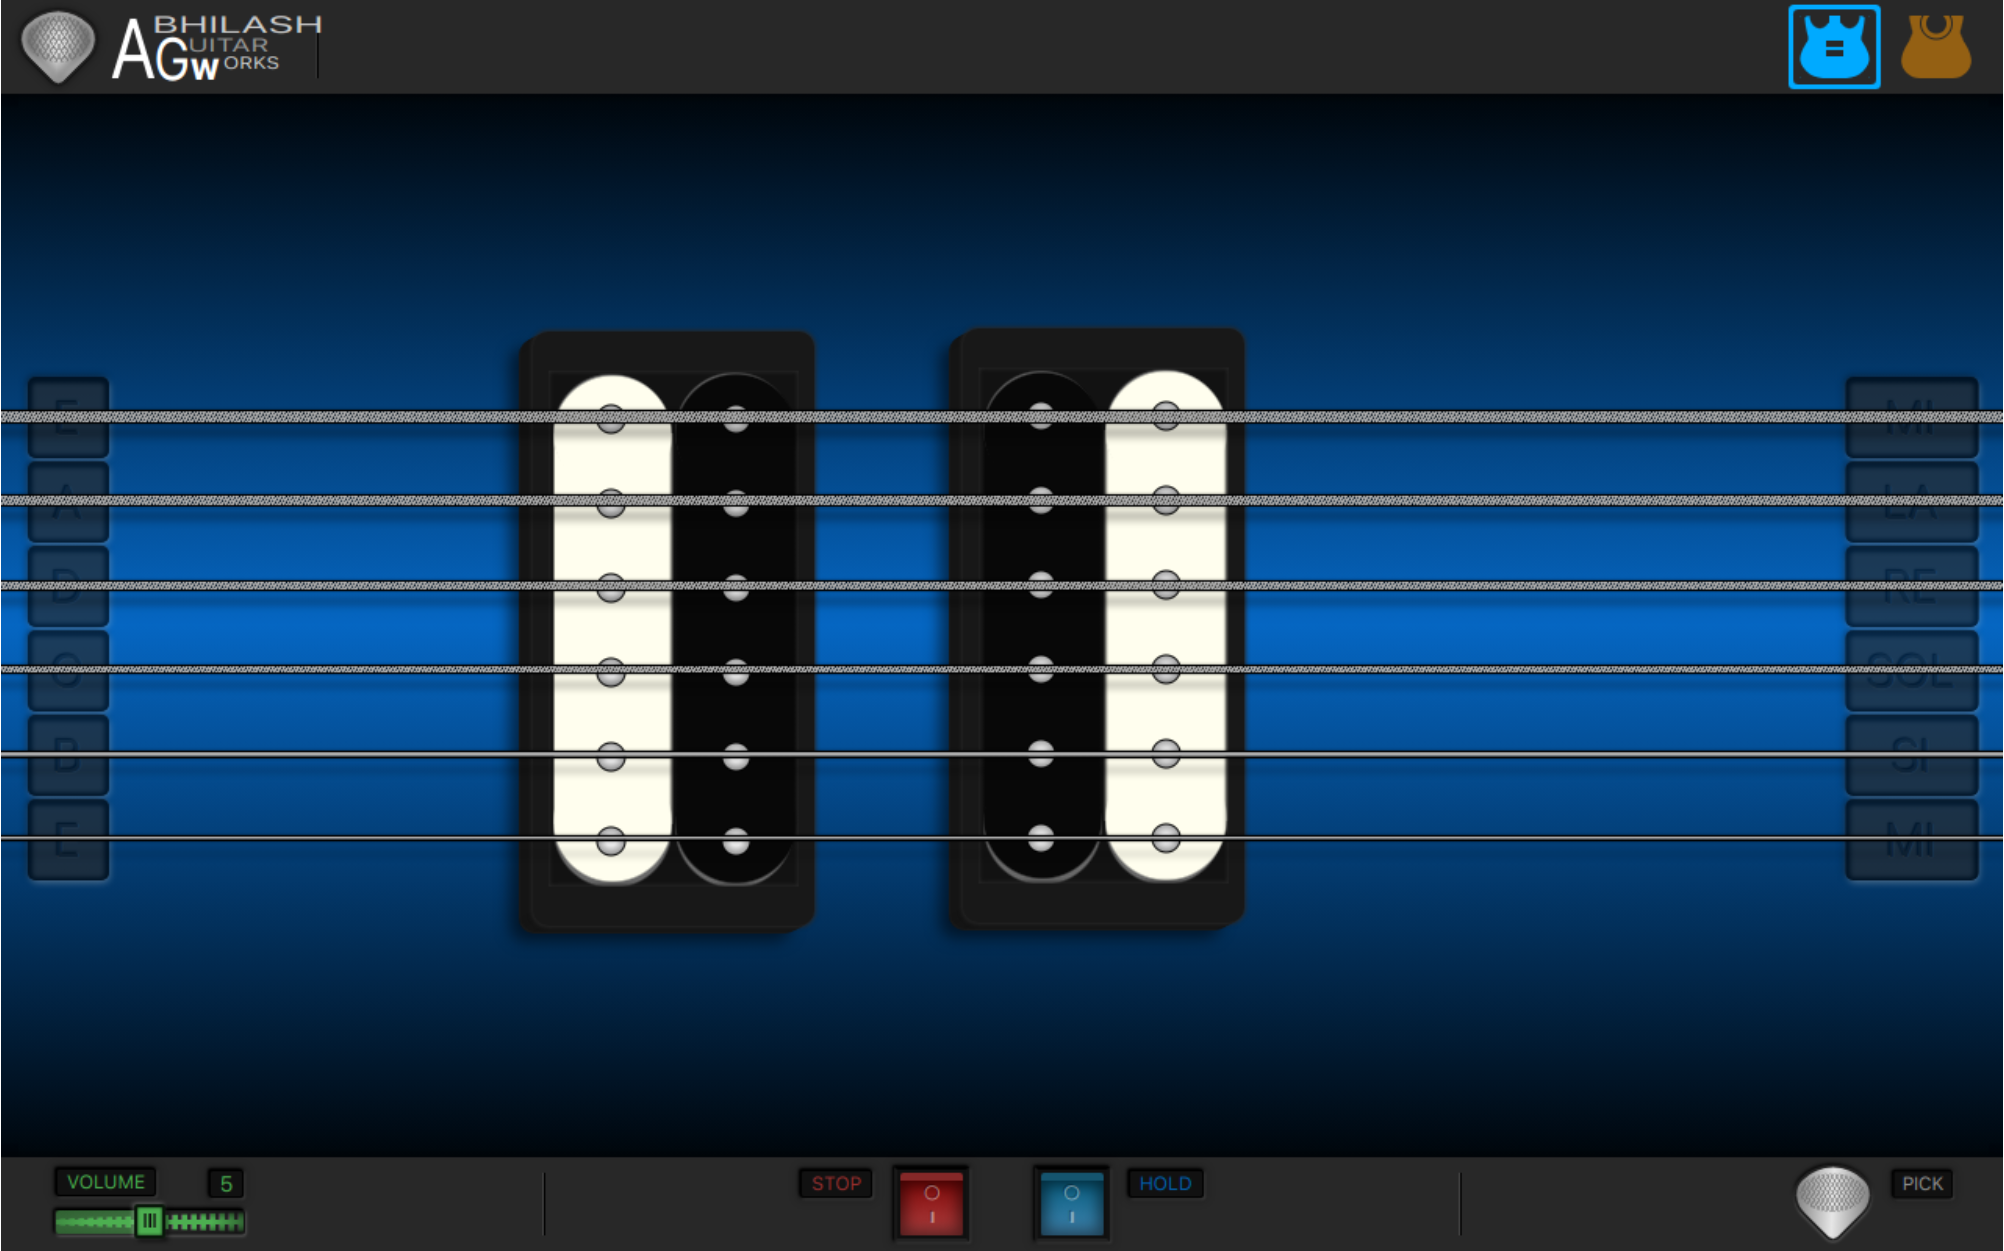 ABHILASH
GUITAR
WORKS
E
MI
A
LA
D
RE
SOL
B
SI
E
MI
VOLUME
5
STOP
O
I
O
I
HOLD
PICK